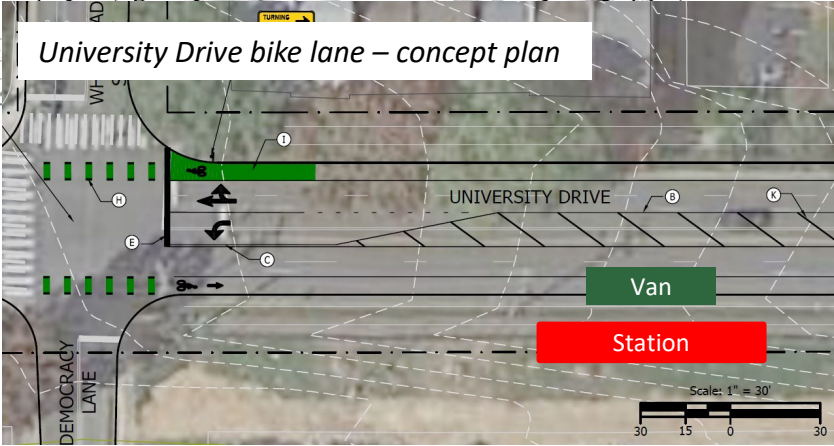 TURNING
University Drive bike lane – concept plan
I
H
UNIVERSITY DRIVE
B
K
E
C
Van
Station
DEMOCRACY
LANE
Scale: 1" = 30'
30 15 0 30